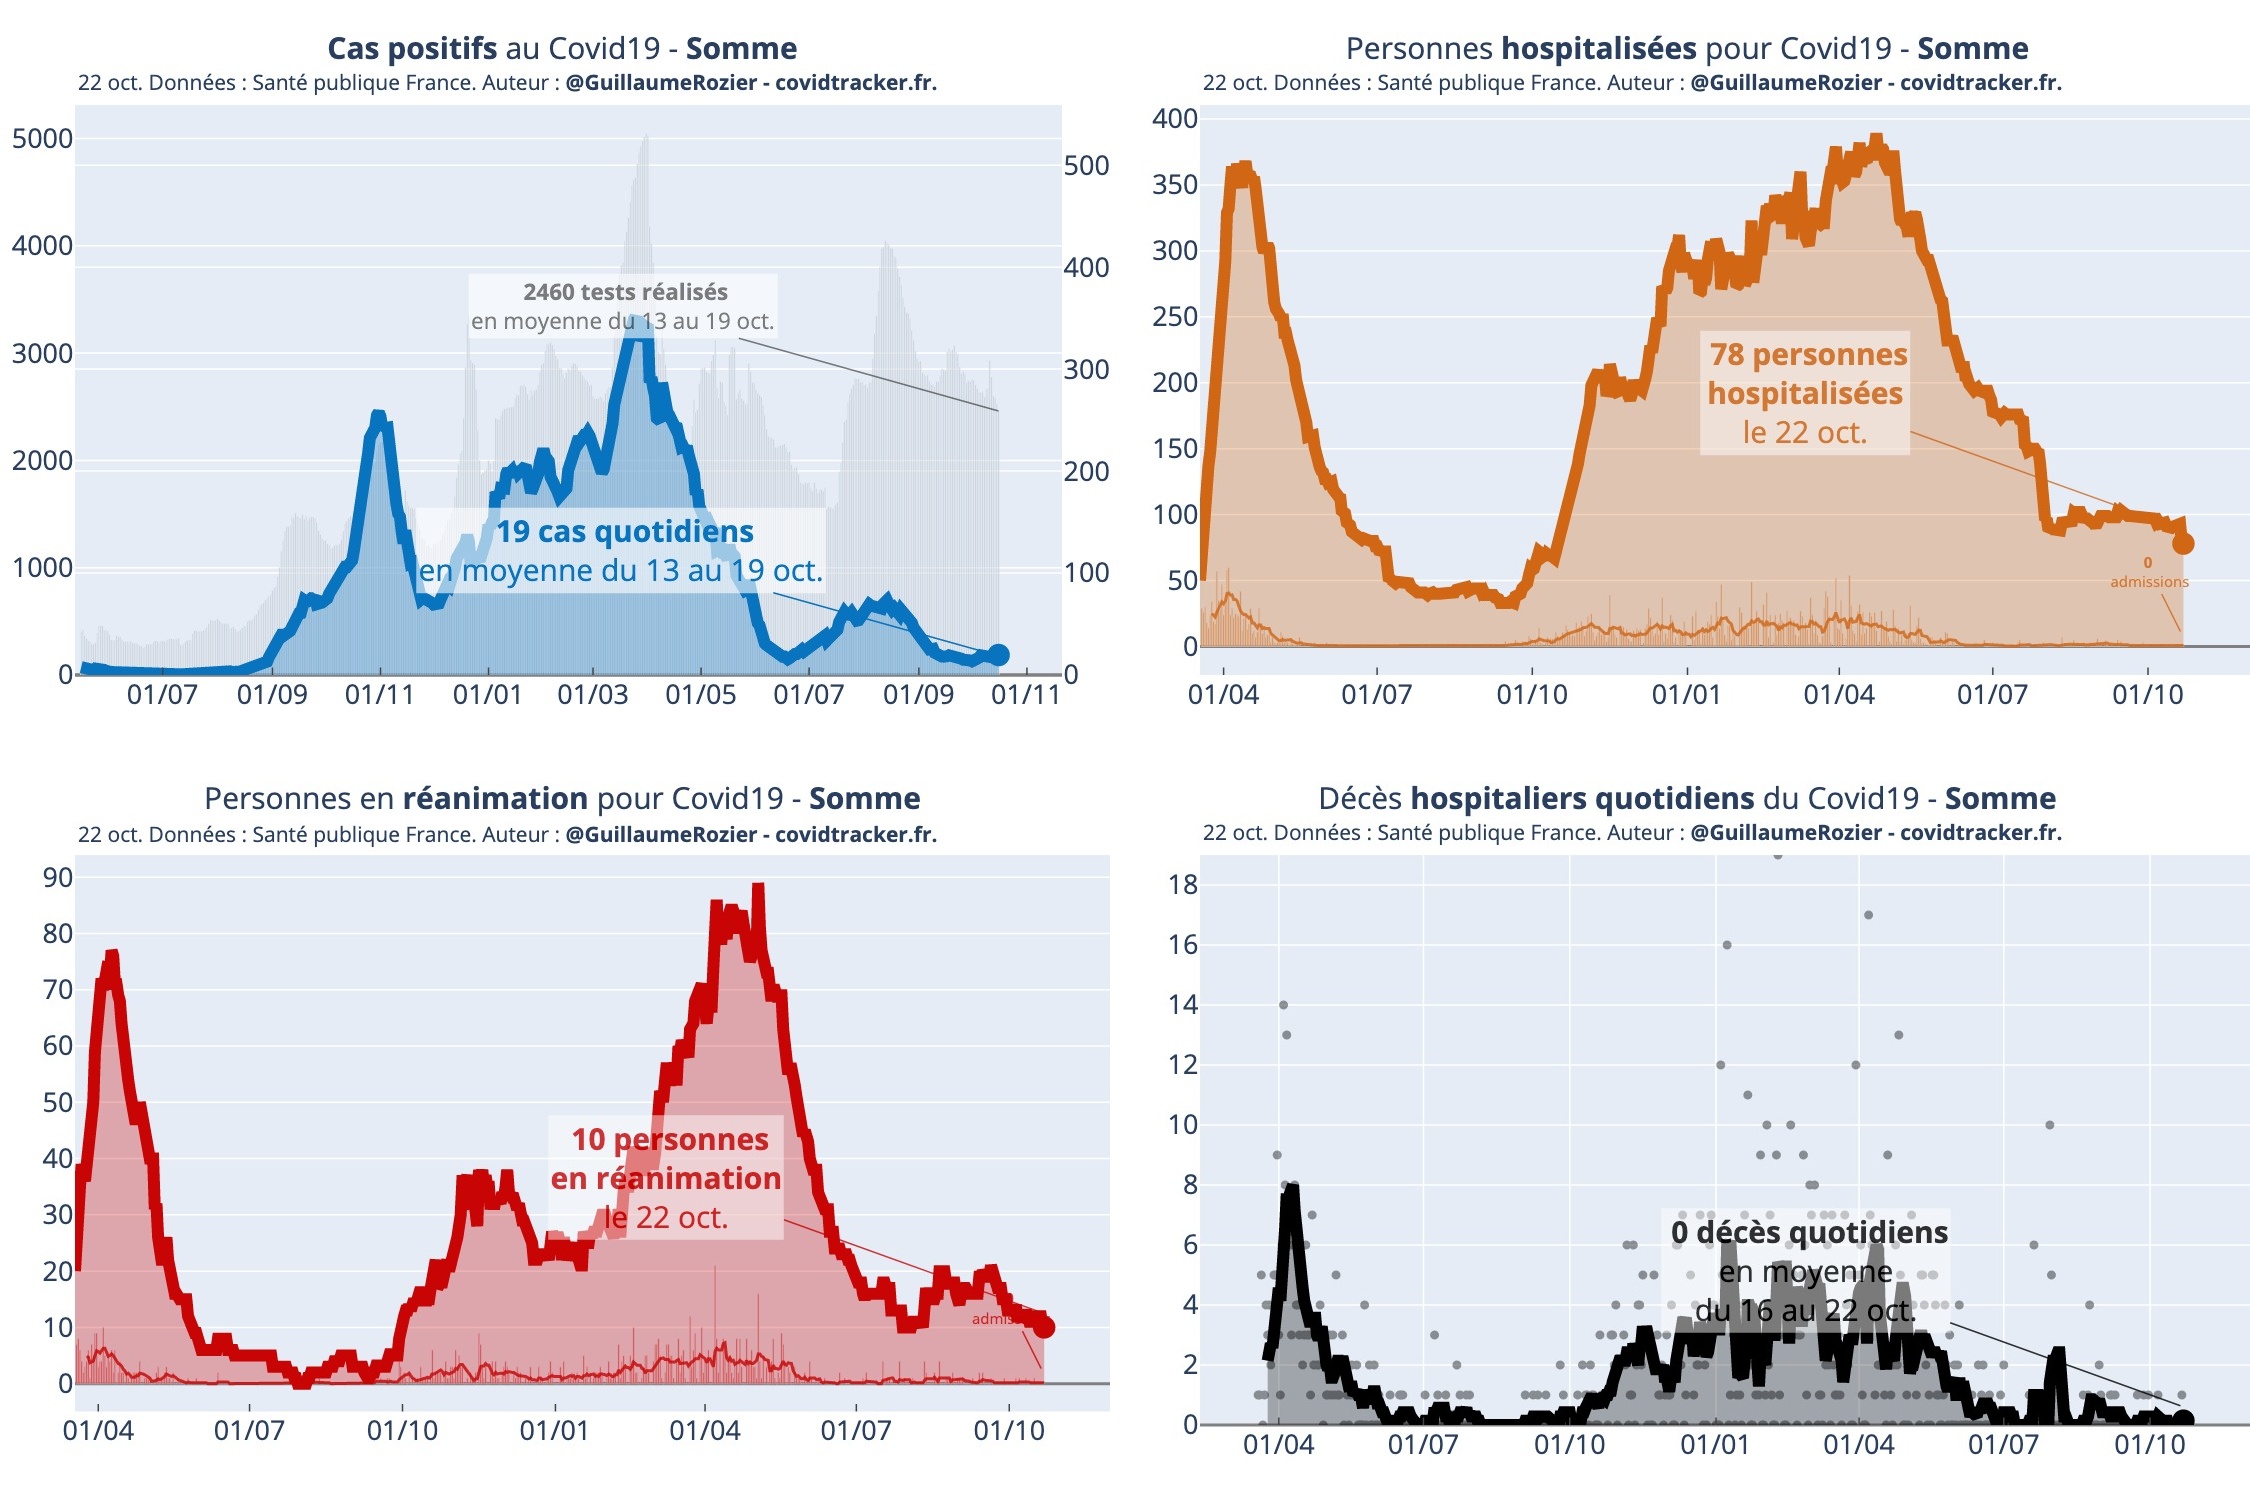 Cas positifs au Covid19 - Somme
22 oct. Données : Santé publique France. Auteur : @GuillaumeRozier - covidtracker.fr.
5000
4000
3000
2000
1000
0
500
400
300
200
100
0
2460 tests réalisés
en moyenne du 13 au 19 oct.
19 cas quotidiens
en moyenne du 13 au 19 oct.
01/07 01/09 01/11 01/01 01/03 01/05 01/07 01/09 01/11
Personnes hospitalisées pour Covid19 - Somme
22 oct. Données : Santé publique France. Auteur : @GuillaumeRozier - covidtracker.fr.
400
350
300
250
200
150
100
50
0
78 personnes
hospitalisées
le 22 oct.
0
admissions
01/04 01/07 01/10 01/01 01/04 01/07 01/10
Personnes en réanimation pour Covid19 - Somme
22 oct. Données : Santé publique France. Auteur : @GuillaumeRozier - covidtracker.fr.
90
80
70
60
50
40
30
20
10
0
10 personnes
en réanimation
le 22 oct.
01/04 01/07 01/10 01/01 01/04 01/07 01/10
Décès hospitaliers quotidiens du Covid19 - Somme
22 oct. Données : Santé publique France. Auteur : @GuillaumeRozier - covidtracker.fr.
18
16
14
12
10
8
6
4
2
0
0 décès quotidiens
en moyenne
du 16 au 22 oct.
01/04 01/07 01/10 01/01 01/04 01/07 01/10